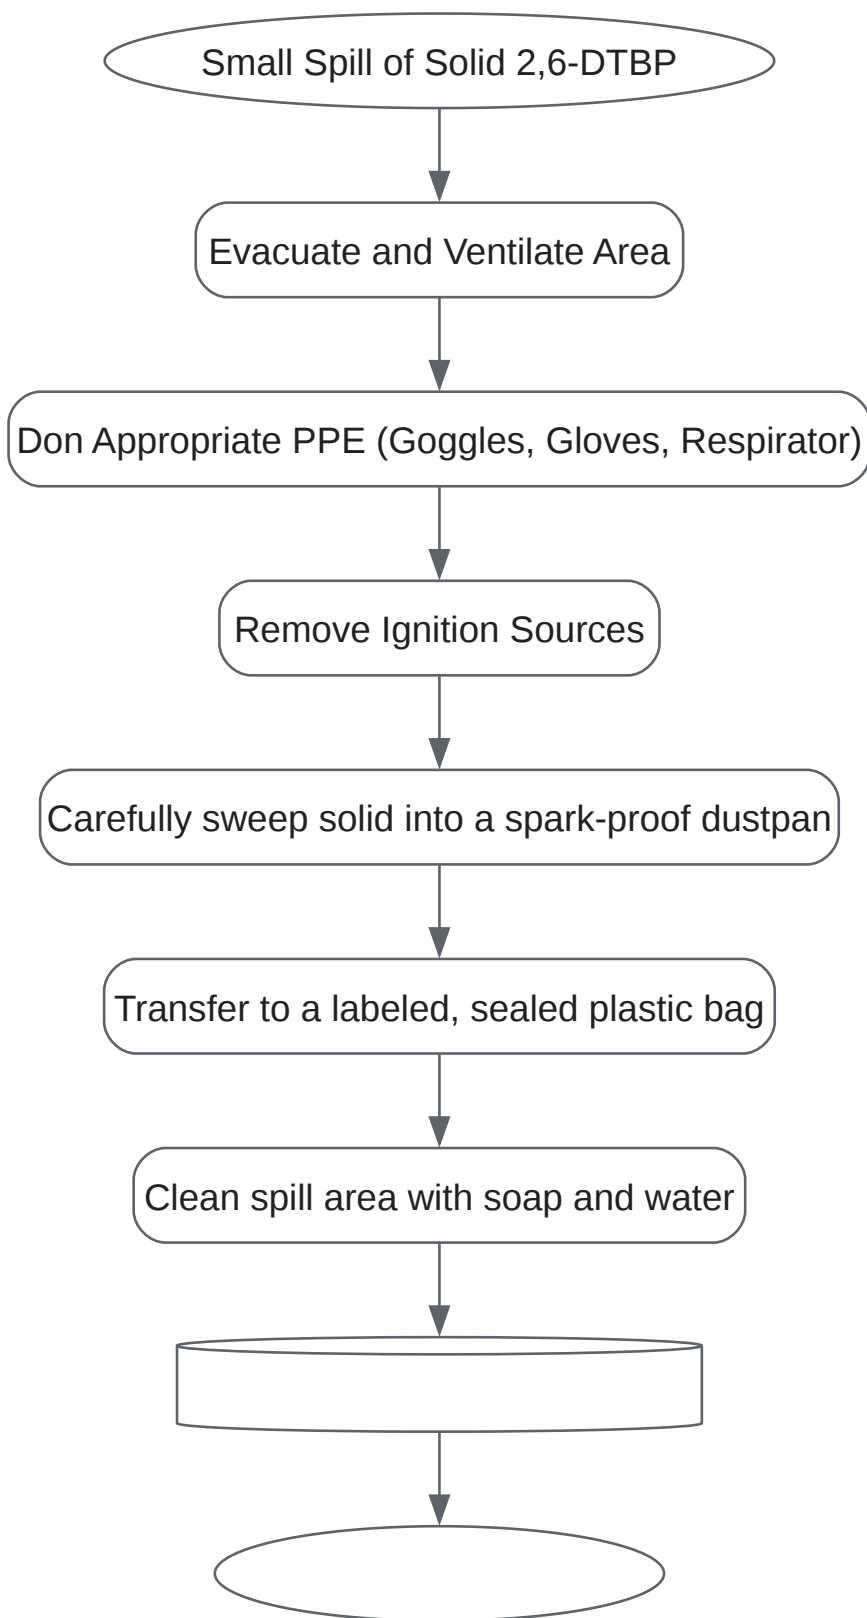 Small Spill of Solid 2,6-DTBP
Evacuate and Ventilate Area
Don Appropriate PPE (Goggles, Gloves, Respirator)
Remove Ignition Sources
Carefully sweep solid into a spark-proof dustpan
Transfer to a labeled, sealed plastic bag
Clean spill area with soap and water